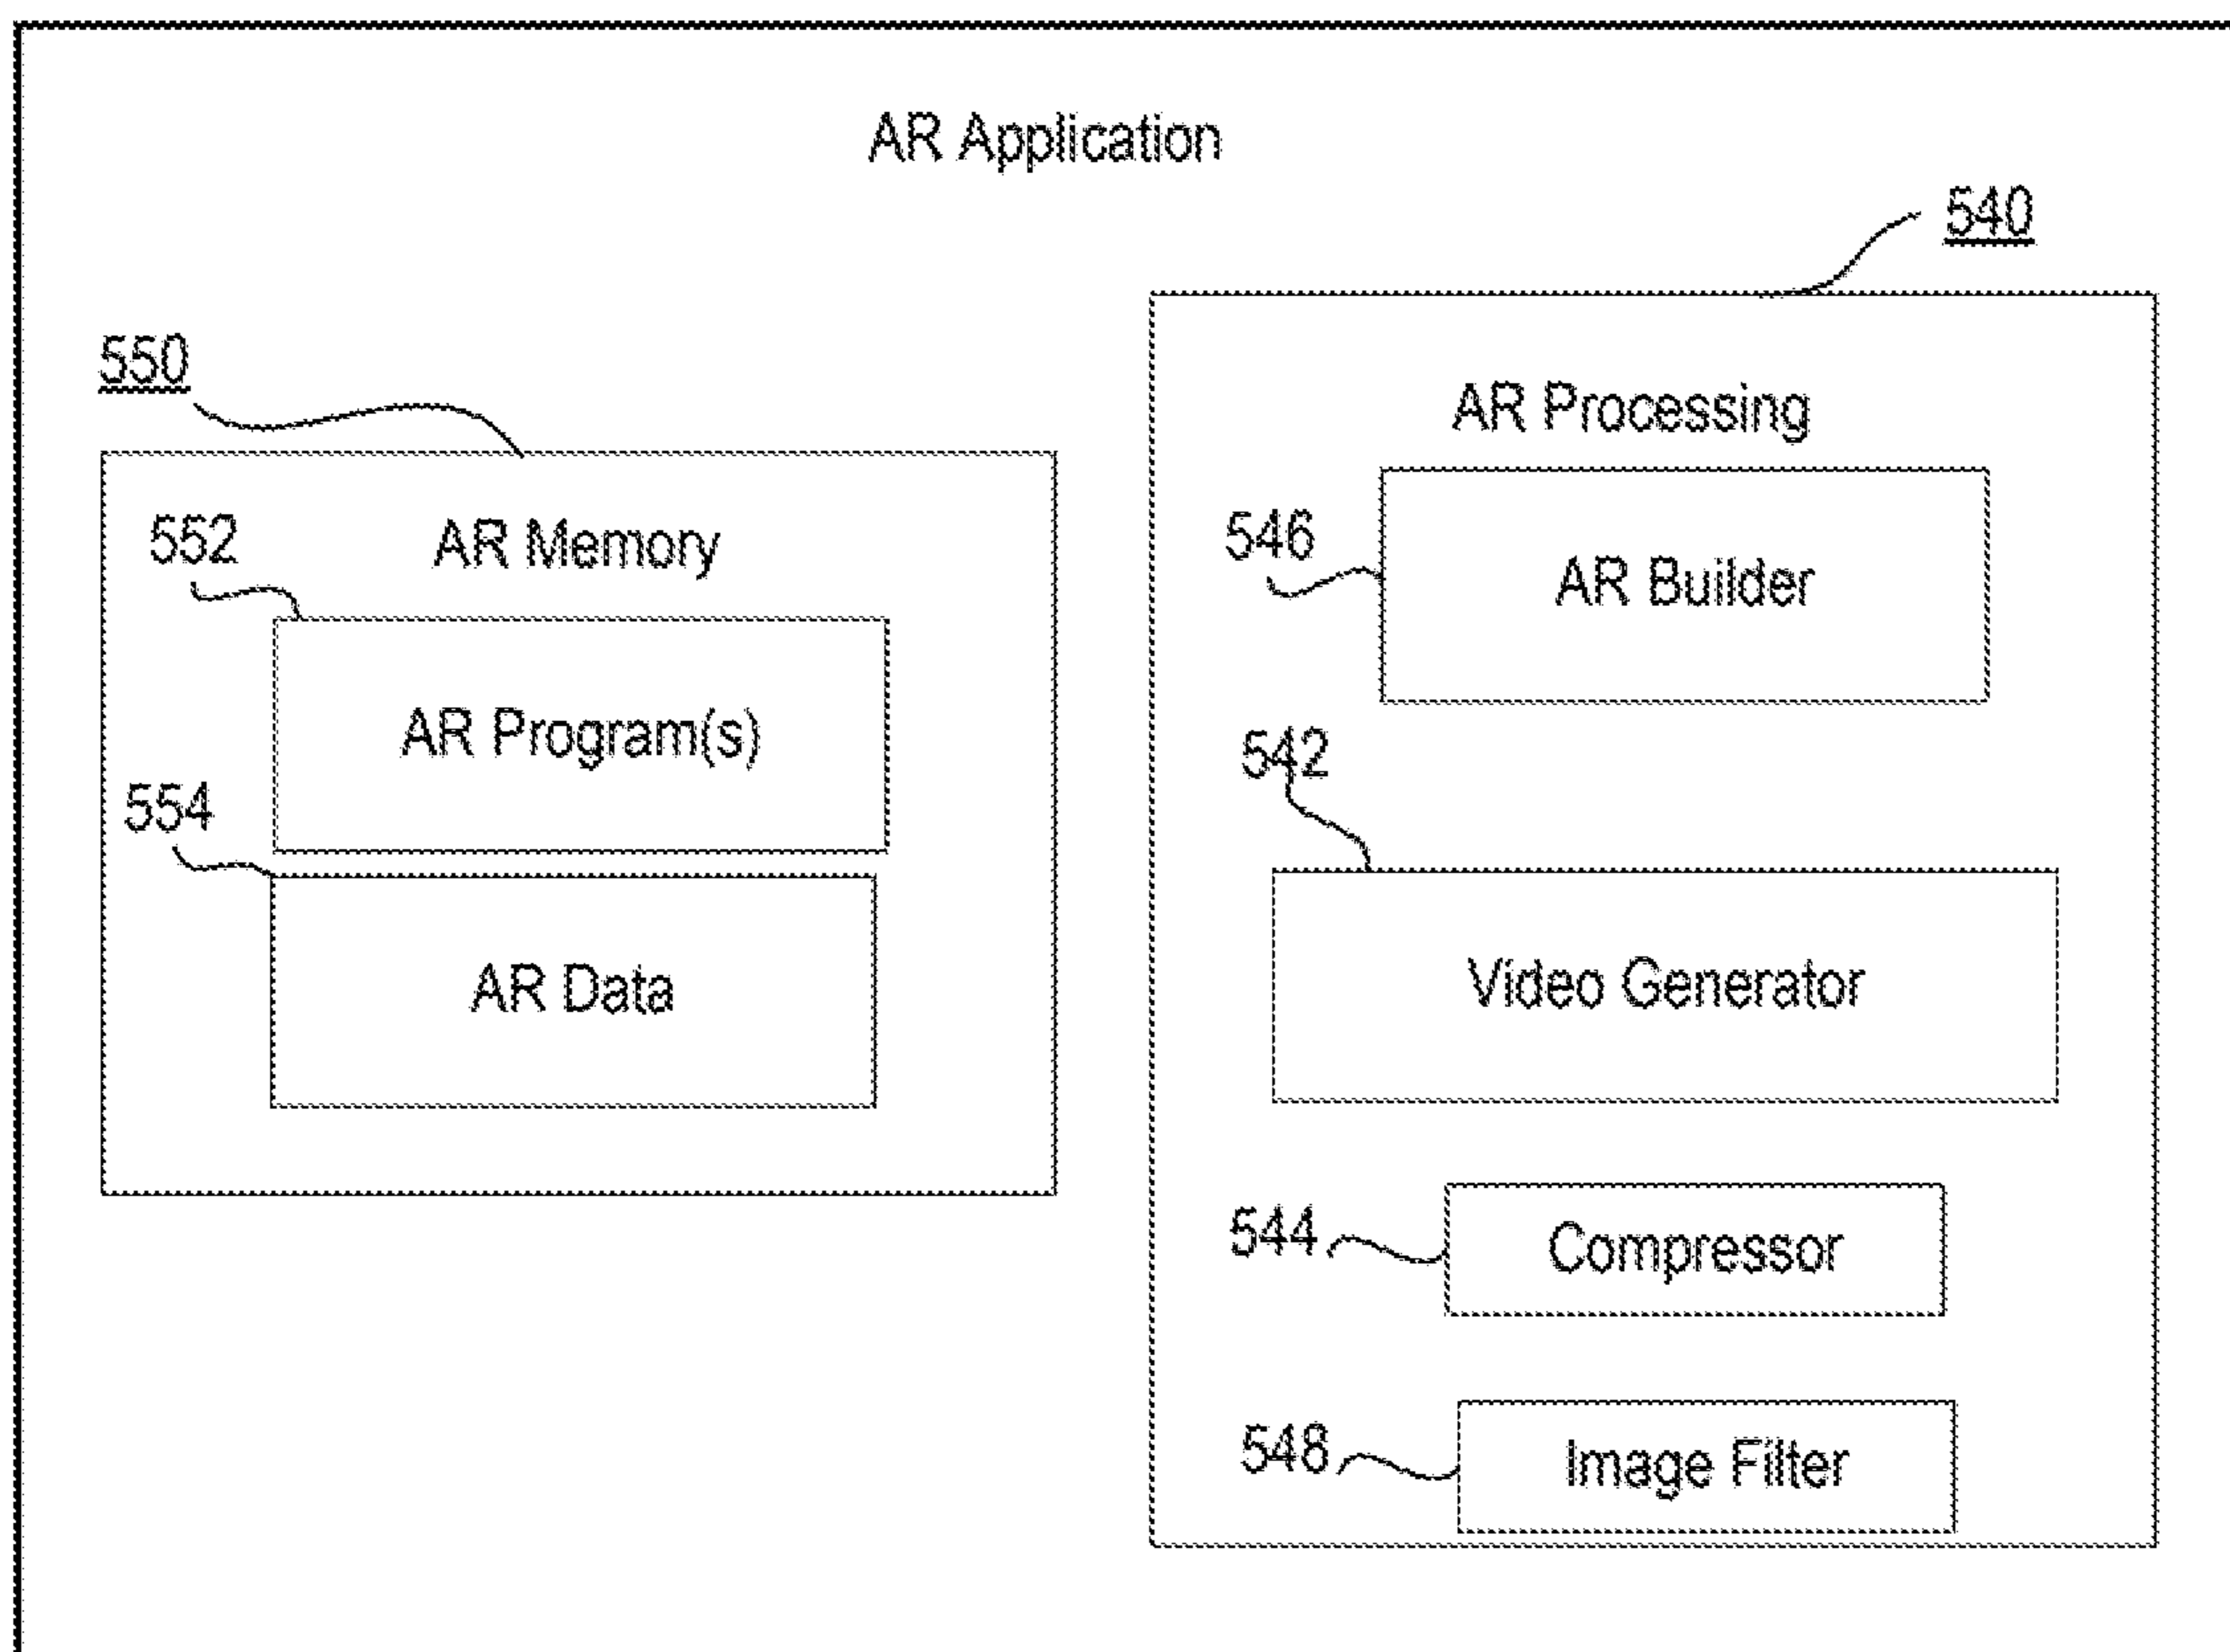 AR Application
540
550
AR Processing
AR Memory
552
546
AR Builder
AR Program(s)
542
554
AR Data
Video Generator
544
Compressor
548
Image Filter